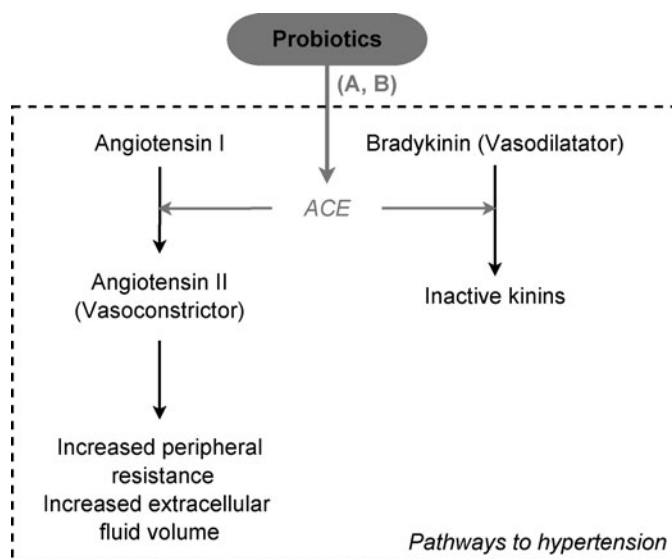 Probiotics
(A, B)
Angiotensin I
Bradykinin (Vasodilatator)
ACE
Angiotensin II
(Vasoconstrictor)
Inactive kinins
Increased peripheral
resistance
Increased extracellular
fluid volume
Pathways to hypertension